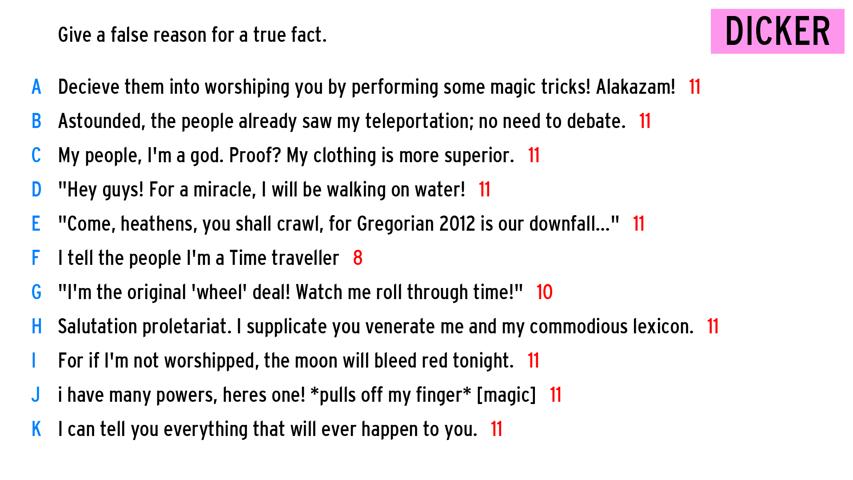 Give a false reason for a true fact.
DICKER
A Decieve them into worshiping you by performing some magic tricks! Alakazam! 11
B Astounded, the people already saw my teleportation; no need to debate. 11
C My people, I'm a god. Proof? My clothing is more superior. 11
D "Hey guys! For a miracle, I will be walking on water! 11
E "Come, heathens, you shall crawl, for Gregorian 2012 is our downfall..." 11
F I tell the people I'm a Time traveller 8
G "I'm the original 'wheel' deal! Watch me roll through time!" 10
H Salutation proletariat. I supplicate you venerate me and my commodious lexicon. 11
I For if I'm not worshipped, the moon will bleed red tonight. 11
J i have many powers, heres one! *pulls off my finger* [magic] 11
K I can tell you everything that will ever happen to you. 11